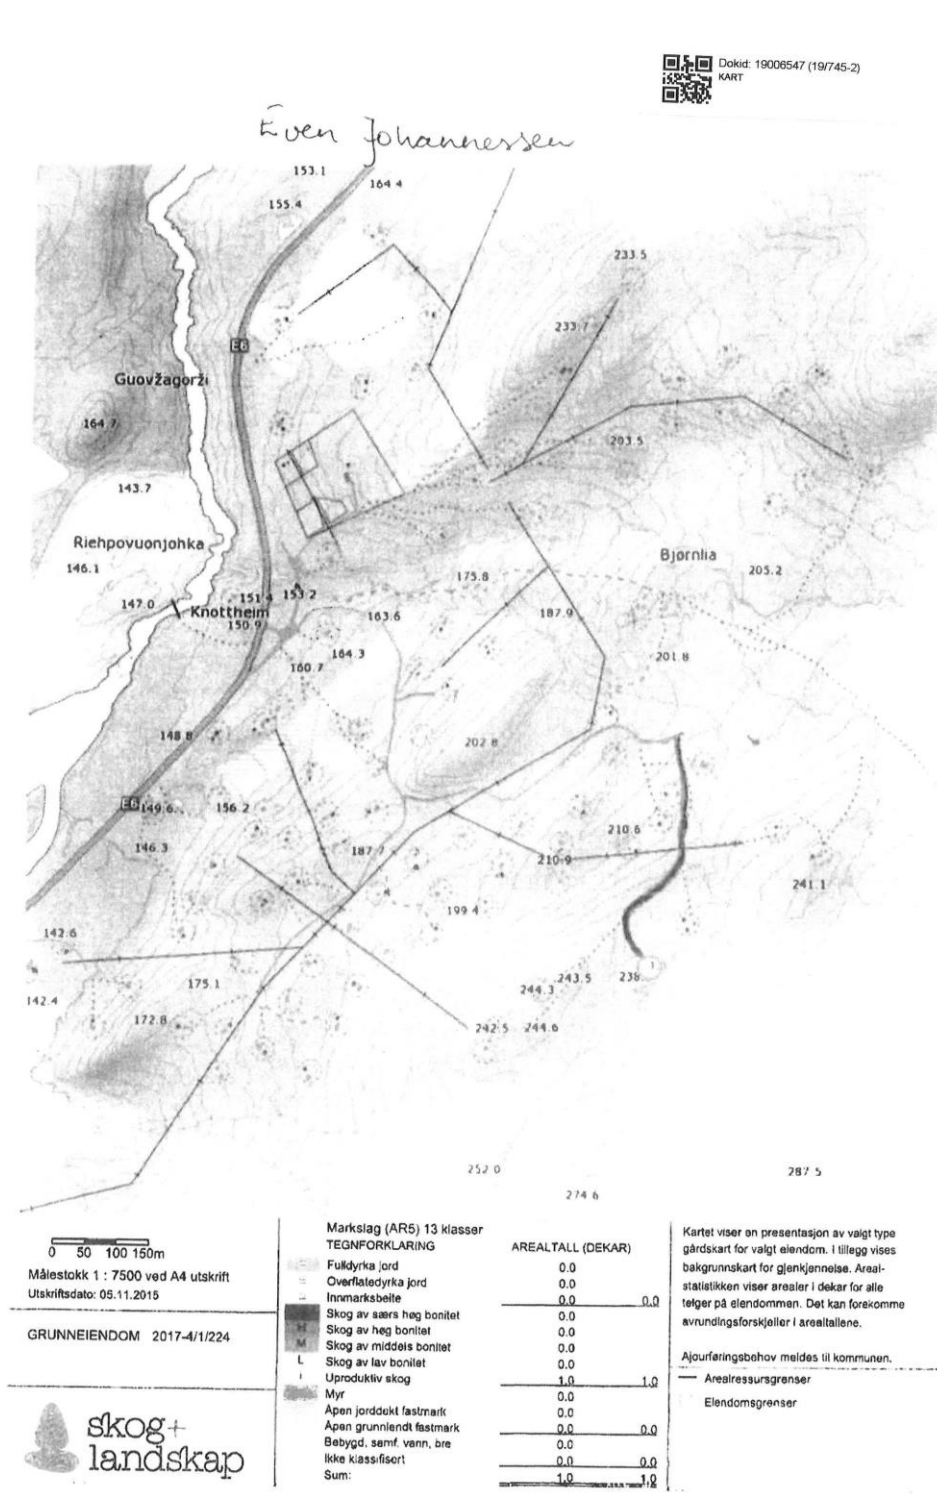 Dokid: 19006547 (19/745-2)
KART
Even Johannessen
153.1
164 4
155.4
233.5
233.7
E6
Guovžagorži
164.7
203.5
143.7
Riehpovuonjohka
Bjørnlia
146.1
175.8
205.2
147.0
151.4
153.2
Knottheim
163.6
187.9
150.9
164.3
201.8
160.7
148 8
202 8
E6
149.6
156.2
210.6
146.3
187.7
210.9
241.1
199 4
142.6
175.1
243.5
238.
1
142.4
244.3
172.8
242.5
244.6
252 0
287 5
274 6
0 50 100 150m
Målestokk 1 : 7500 ved A4 utskrift
Utskriftsdato: 05.11.2015
GRUNNEIENDOM 2017-4/1/224
skog+
landskap
Markslag (AR5) 13 klasser
TEGNFORKLARING AREALTALL (DEKAR)
Fulldyrka jord 0.0
Overflatedyrka jord 0.0
Innmarksbeite 0.0 0.0
Skog av særs høg bonitet 0.0
H Skog av høg bonitet 0.0
M Skog av middels bonitet 0.0
L Skog av lav bonitet 0.0
Uproduktiv skog 1.0 1.0
Myr 0.0
Åpen jorddekt fastmark 0.0
Åpen grunnlendt fastmark 0.0 0.0
Bebygd, samf. vann, bre 0.0
Ikke klassifisert 0.0 0.0
Sum: 1.0 1.0
Kartet viser en presentasjon av valgt type
gårdskart for valgt eiendom. I tillegg vises
bakgrunnskart for gjenkjennelse. Areal-
statistikken viser arealer i dekar for alle
teiger på eiendommen. Det kan forekomme
avrundingsforskjeller i arealtallene.
Ajourføringsbehov meldes til kommunen.
Arealressursgrenser
Eiendomsgrenser